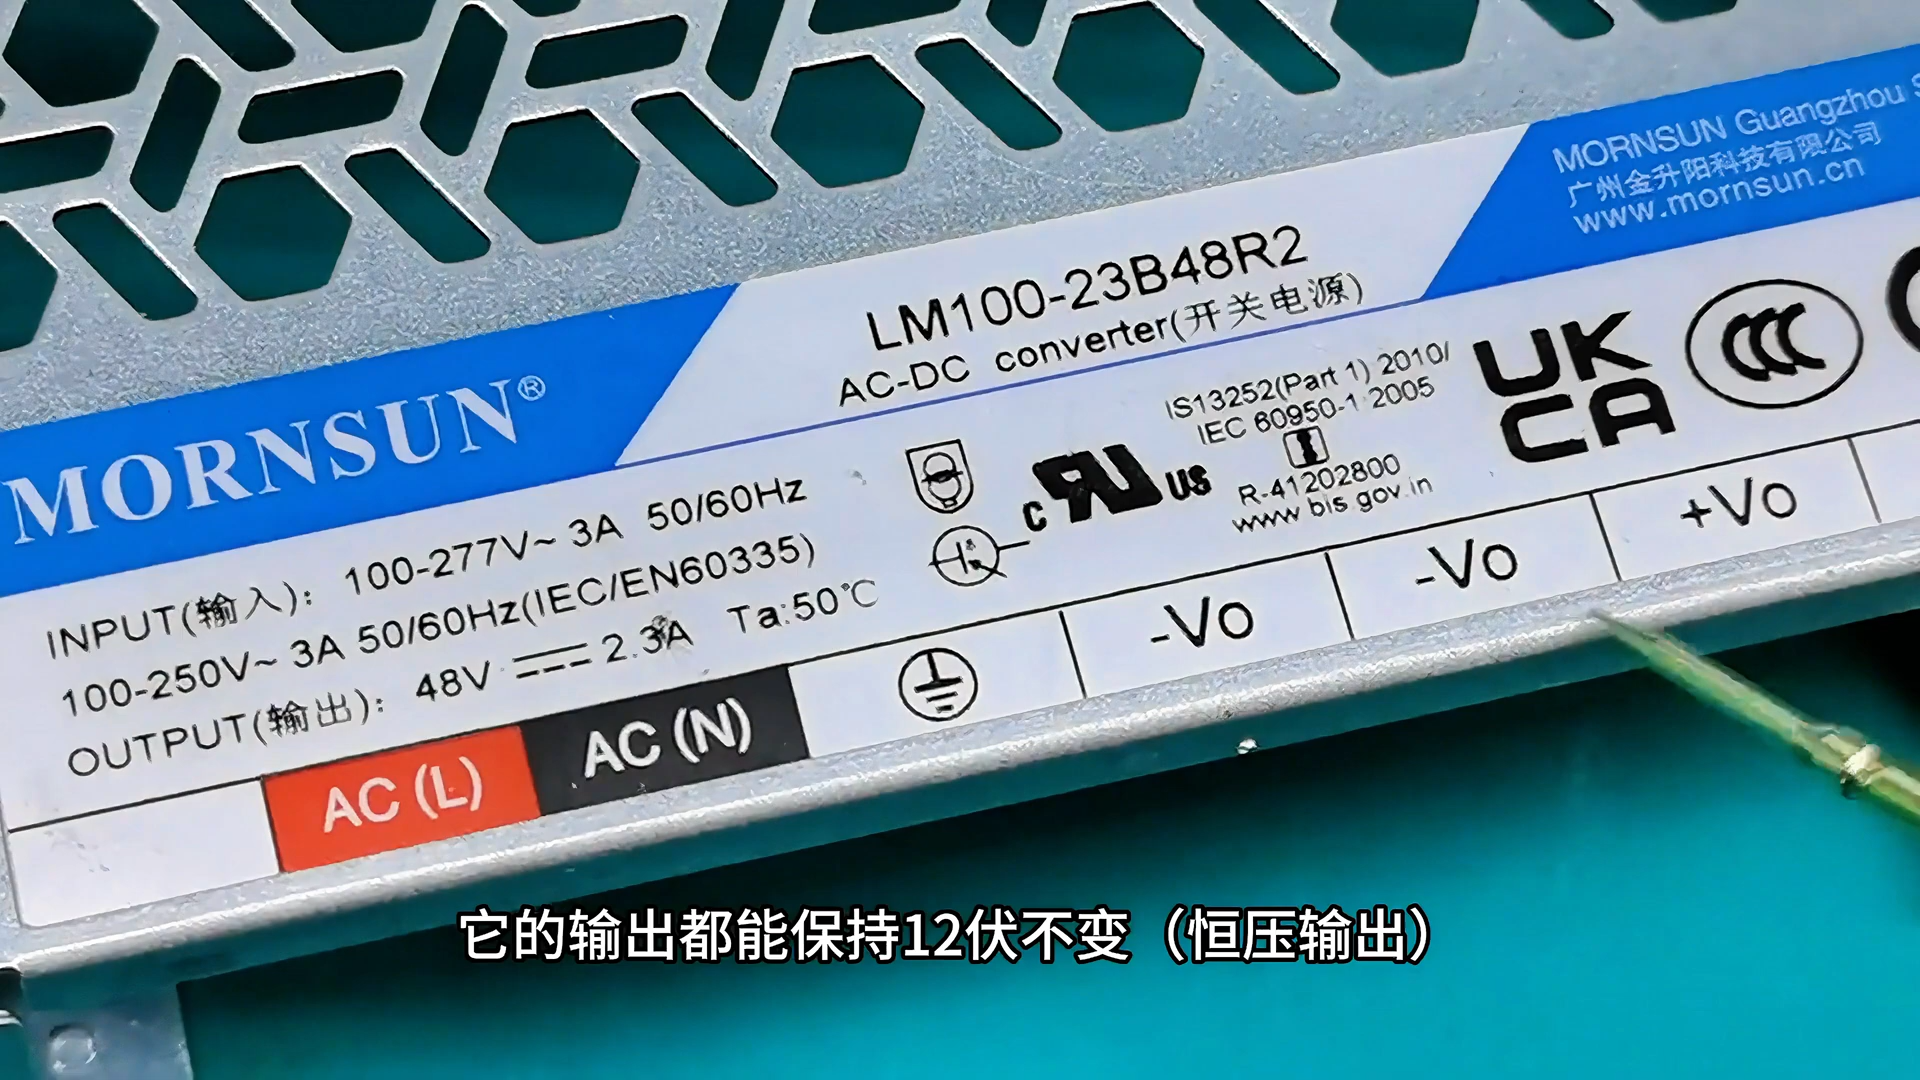 MORNSUN Guangzhou
广州金升阳科技有限公司
www.mornsun.cn
LM100-23B48R2
AC-DC converter(开关电源)
MORNSUN®
INPUT(输入): 100-277V~ 3A 50/60Hz
100-250V~ 3A 50/60Hz(IEC/EN60335)
OUTPUT(输出): 48V 2.3A Ta:50℃
IS13252(Part 1) 2010/
IEC 60950-1:2005
R-41202800
www.bis.gov.in
c RU US
UK
CA
CCC
AC (L)
AC (N)
-Vo
-Vo
+Vo
它的输出都能保持12伏不变（恒压输出）